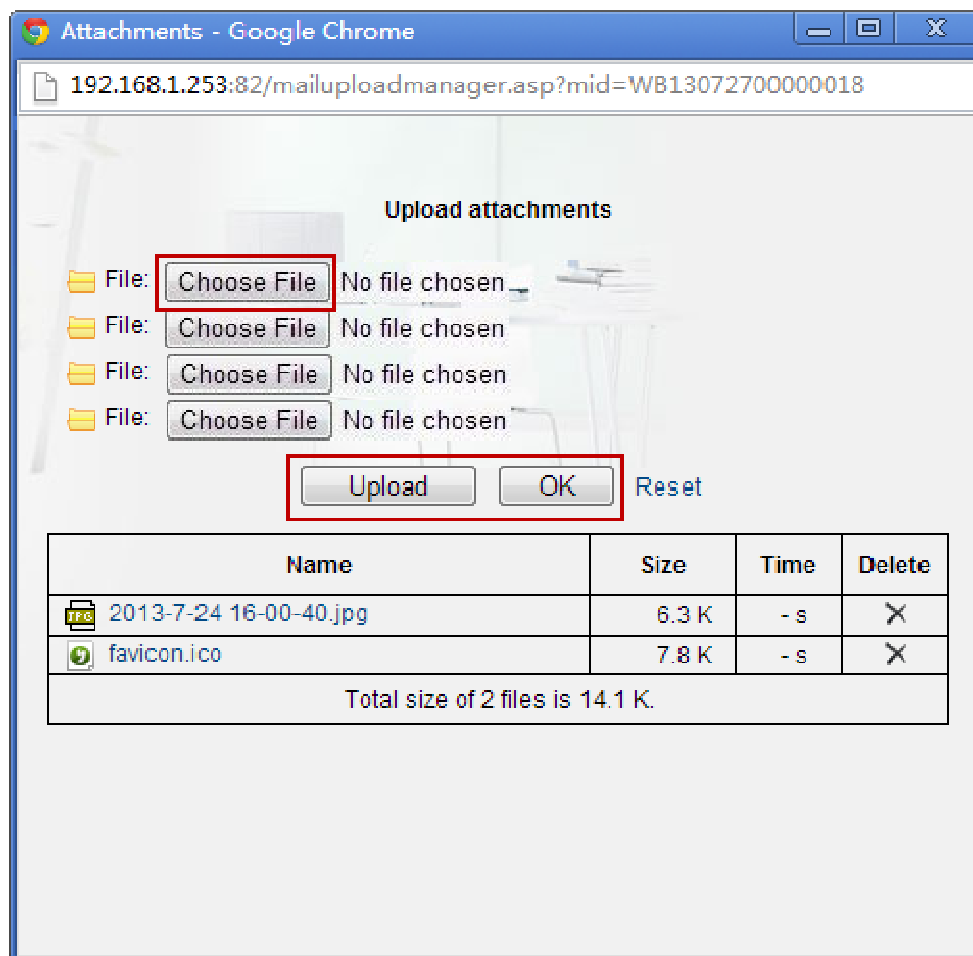 Attachments - Google Chrome
192.168.1.253:82/mailuploadmanager.asp?mid=WB13072700000018
Upload attachments
File: Choose File No file chosen
File: Choose File No file chosen
File: Choose File No file chosen
File: Choose File No file chosen
Upload OK Reset
Name Size Time Delete
2013-7-24 16-00-40.jpg 6.3 K - s
favicon.ico 7.8 K - s
Total size of 2 files is 14.1 K.